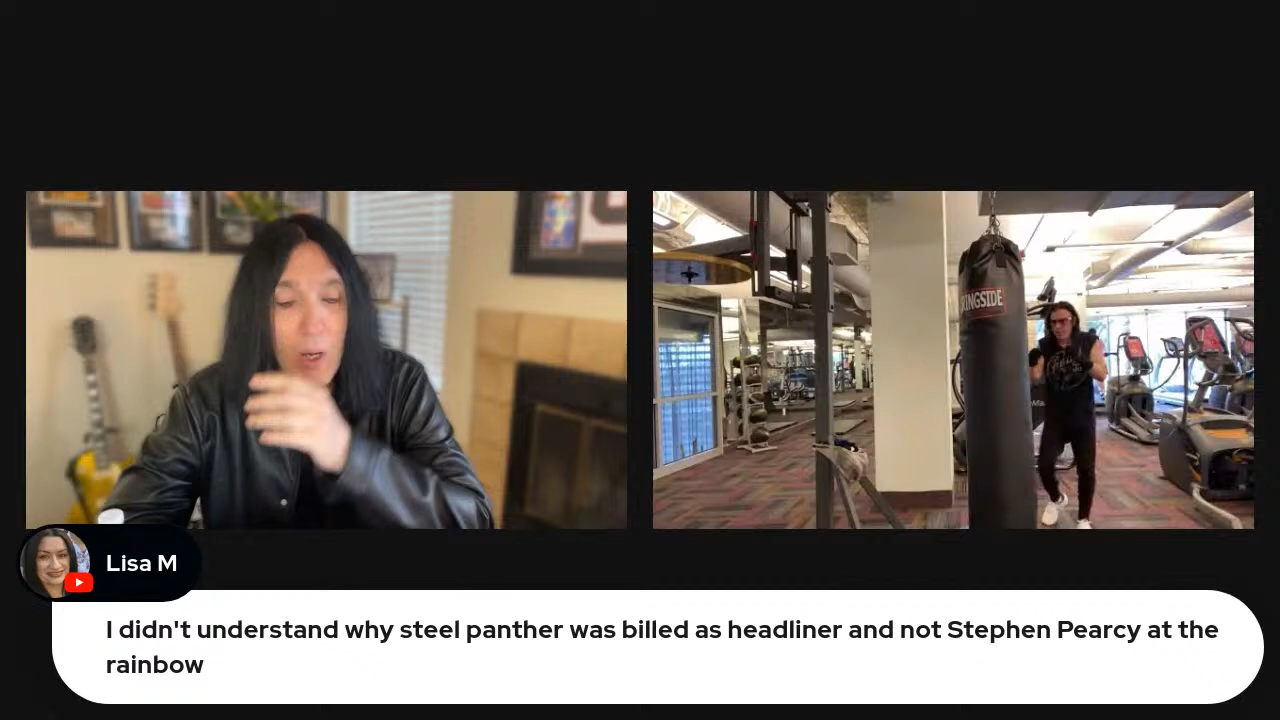 RINGSIDE
Lisa M
I didn't understand why steel panther was billed as headliner and not Stephen Pearcy at the
rainbow